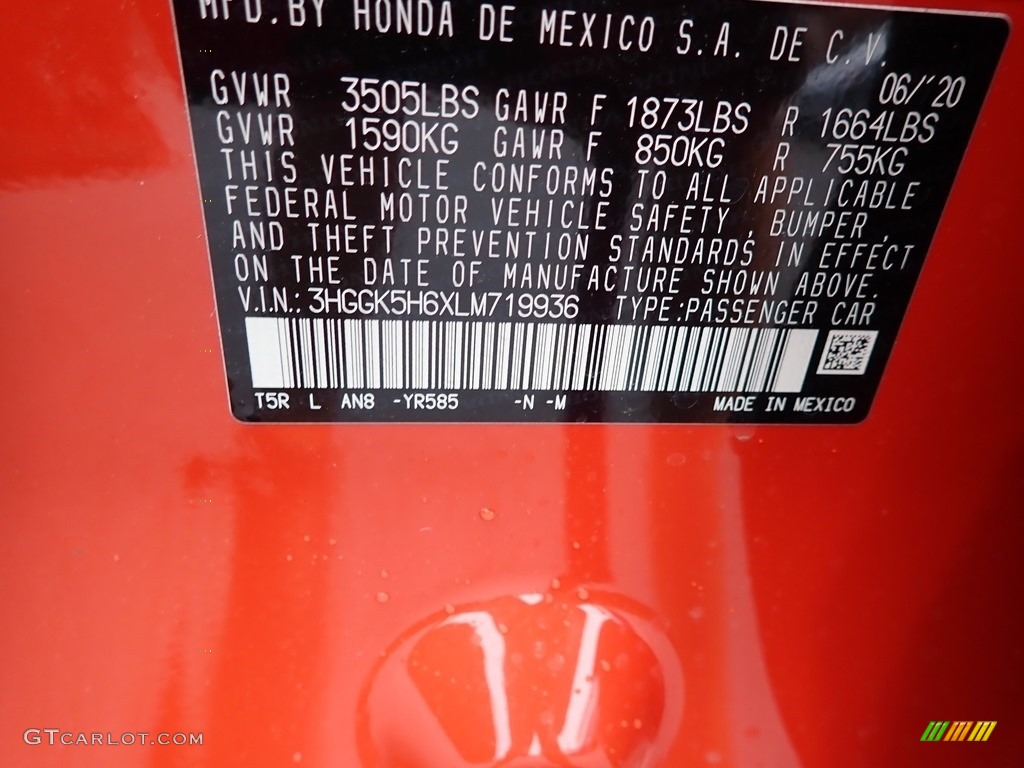 MFD.BY HONDA DE MEXICO S.A. DE C.V.
06/'20
GVWR 3505LBS GAWR F 1873LBS R 1664LBS
GVWR 1590KG GAWR F 850KG R 755KG
THIS VEHICLE CONFORMS TO ALL APPLICABLE
FEDERAL MOTOR VEHICLE SAFETY, BUMPER,
AND THEFT PREVENTION STANDARDS IN EFFECT
ON THE DATE OF MANUFACTURE SHOWN ABOVE.
V.I.N.: 3HGGK5H6XLM719936 TYPE:PASSENGER CAR
T5R L AN8 -YR585 -N -M MADE IN MEXICO
GTCARLOT.COM